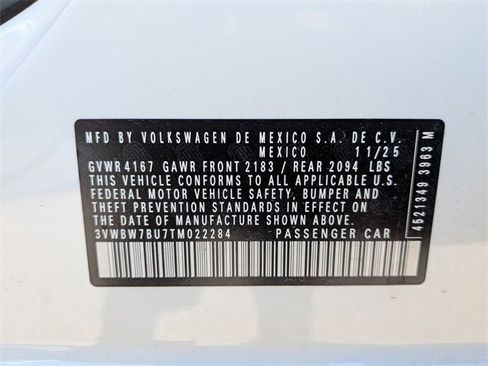 MFD BY VOLKSWAGEN DE MEXICO S.A. DE C.V.
MEXICO 11/25
GVWR 4167 GAWR FRONT 2183 / REAR 2094 LBS
THIS VEHICLE CONFORMS TO ALL APPLICABLE U.S.
FEDERAL MOTOR VEHICLE SAFETY, BUMPER, AND
THEFT PREVENTION STANDARDS IN EFFECT ON
THE DATE OF MANUFACTURE SHOWN ABOVE.
3VWBW7BU7TM022284 PASSENGER CAR
4521349 3963 M